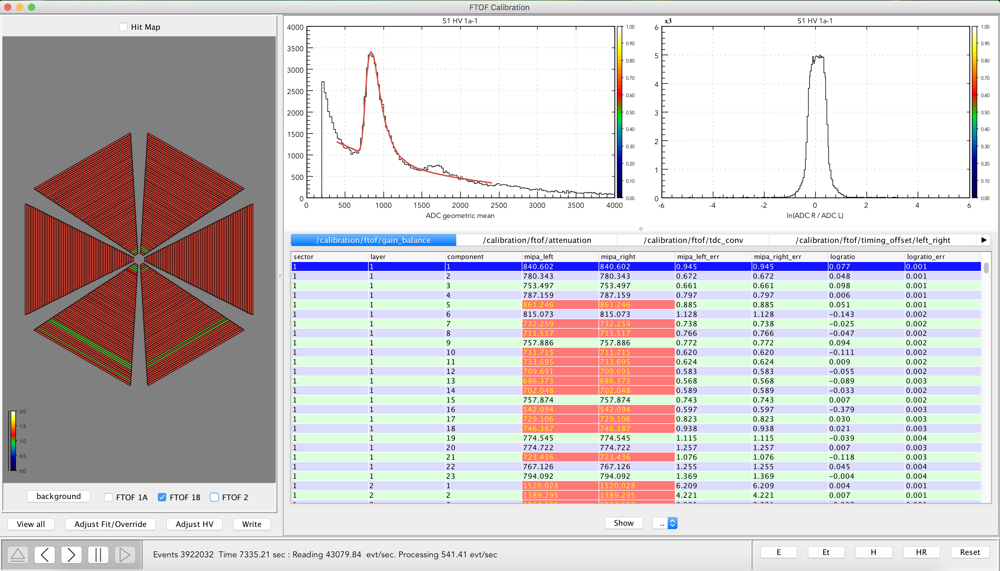 FTOF Calibration
Hit Map
2.0
1.5
1.0
0.5
0.0
background FTOF 1A FTOF 1B FTOF 2
View all Adjust Fit/Override Adjust HV Write
S1 HV 1a-1
4000
3500
3000
2500
2000
1500
1000
500
0
0 500 1000 1500 2000 2500 3000 3500 4000
ADC geometric mean
1.00
0.90
0.80
0.70
0.60
0.50
0.40
0.30
0.20
0.10
0.00
x3 S1 HV 1a-1
6
5
4
3
2
1
0
-6 -4 -2 0 2 4 6
ln(ADC R / ADC L)
1.00
0.90
0.80
0.70
0.60
0.50
0.40
0.30
0.20
0.10
0.00
/calibration/ftof/gain_balance /calibration/ftof/attenuation /calibration/ftof/tdc_conv /calibration/ftof/timing_offset/left_right
sector layer component mipa_left mipa_right mipa_left_err mipa_right_err logratio logratio_err
1 1 1 840.602 840.602 0.945 0.945 0.077 0.001
1 1 2 780.343 780.343 0.672 0.672 0.048 0.001
1 1 3 753.497 753.497 0.661 0.661 0.098 0.001
1 1 4 787.159 787.159 0.797 0.797 0.006 0.001
1 1 5 861.246 861.246 0.885 0.885 0.051 0.001
1 1 6 815.073 815.073 1.128 1.128 -0.143 0.002
1 1 7 732.259 732.259 0.738 0.738 -0.025 0.002
1 1 8 711.517 711.517 0.766 0.766 -0.047 0.002
1 1 9 757.886 757.886 0.772 0.772 0.094 0.002
1 1 10 711.715 711.715 0.620 0.620 -0.111 0.002
1 1 11 733.695 733.695 0.624 0.624 0.009 0.002
1 1 12 709.691 709.691 0.583 0.583 -0.055 0.002
1 1 13 686.373 686.373 0.568 0.568 -0.089 0.003
1 1 14 702.048 702.048 0.589 0.589 -0.033 0.002
1 1 15 757.874 757.874 0.743 0.743 0.007 0.002
1 1 16 542.094 542.094 0.597 0.597 -0.379 0.003
1 1 17 729.106 729.106 0.823 0.823 0.030 0.003
1 1 18 746.387 746.387 0.938 0.938 0.021 0.003
1 1 19 774.545 774.545 1.115 1.115 -0.039 0.004
1 1 20 774.722 774.722 1.257 1.257 0.007 0.003
1 1 21 723.436 723.436 1.076 1.076 -0.118 0.003
1 1 22 767.126 767.126 1.255 1.255 0.045 0.004
1 1 23 794.092 794.092 1.369 1.369 -0.004 0.004
1 2 1 1520.028 1520.028 6.209 6.209 0.004 0.001
1 2 2 1389.295 1389.295 4.221 4.221 0.007 0.001
Show ..
Events 3922032 Time 7335.21 sec : Reading 43079.84 evt/sec. Processing 541.41 evt/sec
E Et H HR Reset